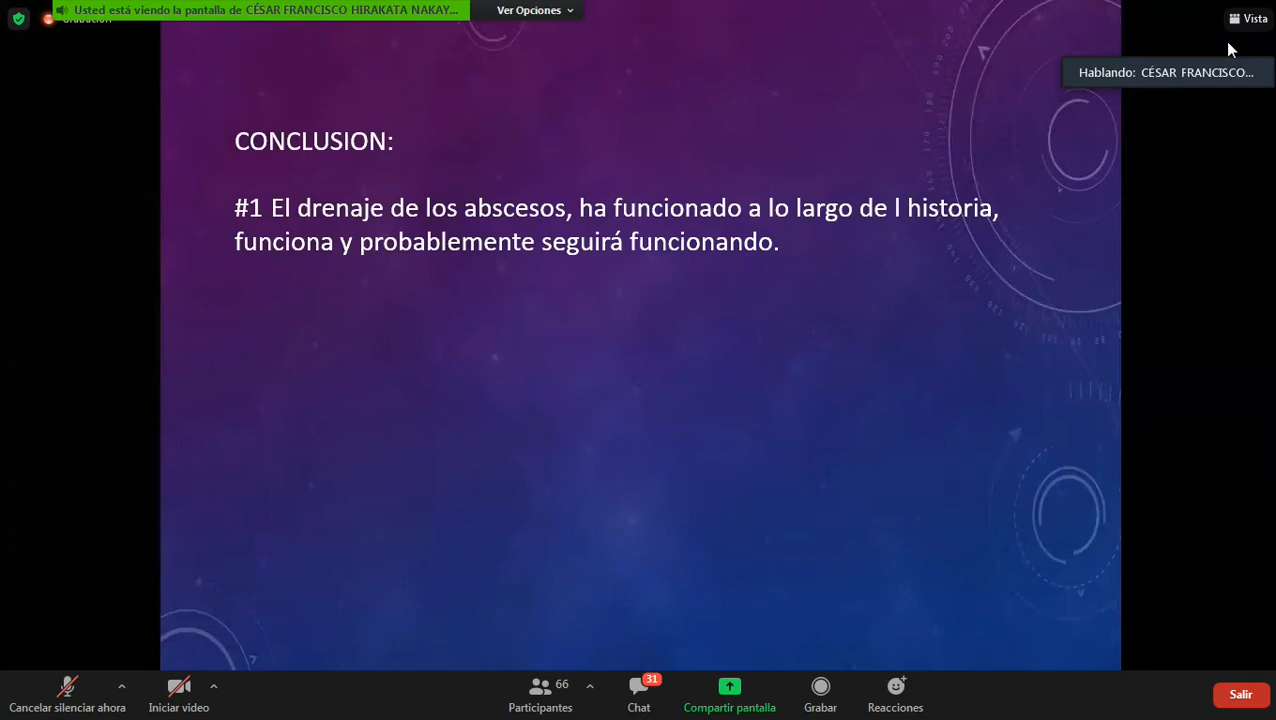 Usted está viendo la pantalla de CÉSAR FRANCISCO HIRAKATA NAKAY...
Ver Opciones
Grabación
Vista
Hablando: CÉSAR FRANCISCO...
CONCLUSION:
#1 El drenaje de los abscesos, ha funcionado a lo largo de l historia,
funciona y probablemente seguirá funcionando.
Cancelar silenciar ahora
Iniciar video
66
Participantes
31
Chat
Compartir pantalla
Grabar
Reacciones
Salir